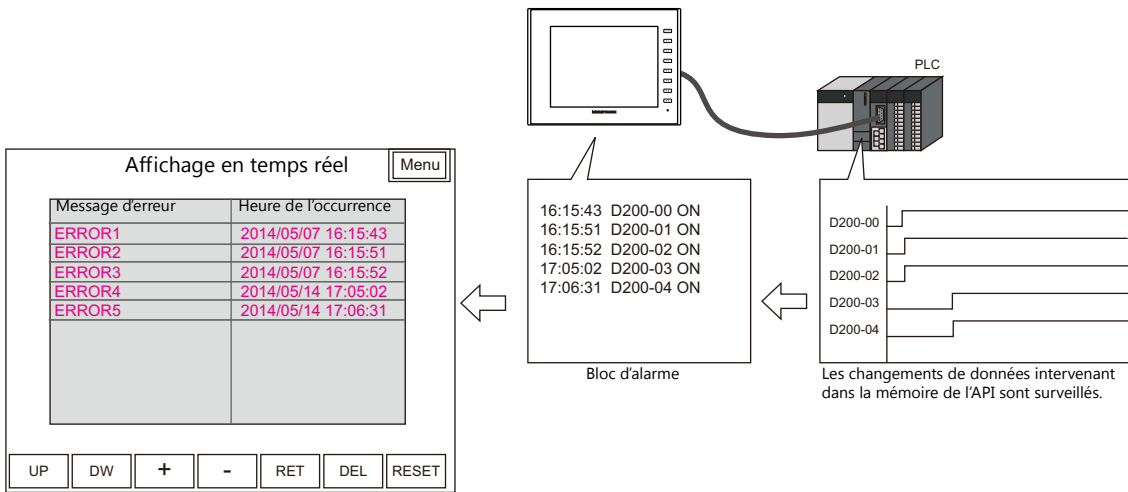 PLC
Affichage en temps réel
Menu
Message d'erreur Heure de l'occurrence
ERROR1 2014/05/07 16:15:43
ERROR2 2014/05/07 16:15:51
ERROR3 2014/05/07 16:15:52
ERROR4 2014/05/14 17:05:02
ERROR5 2014/05/14 17:06:31
UP DW + - RET DEL RESET
16:15:43 D200-00 ON
16:15:51 D200-01 ON
16:15:52 D200-02 ON
17:05:02 D200-03 ON
17:06:31 D200-04 ON
Bloc d'alarme
D200-00
D200-01
D200-02
D200-03
D200-04
Les changements de données intervenant
dans la mémoire de l'API sont surveillés.